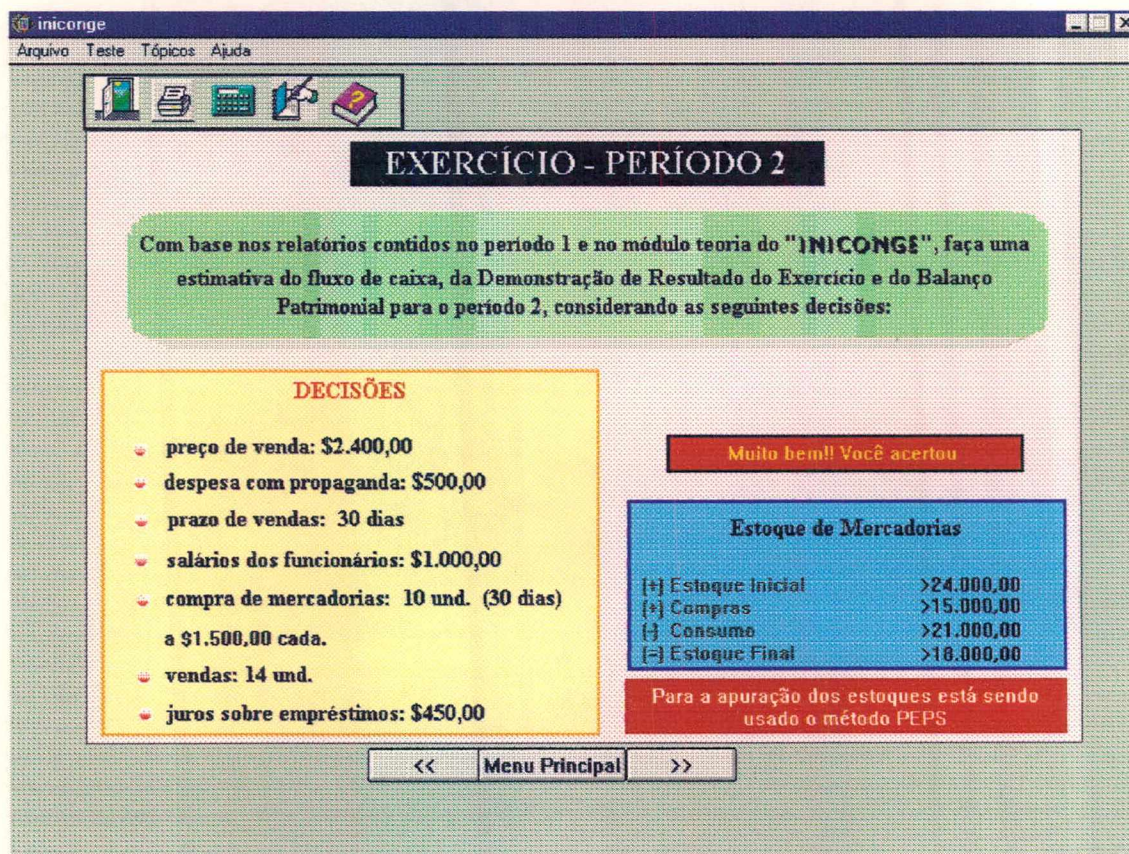 iniconge
Arquivo Teste Tópicos Ajuda
EXERCÍCIO - PERÍODO 2
Com base nos relatórios contidos no período 1 e no módulo teoria do "INICONGE", faça uma
estimativa do fluxo de caixa, da Demonstração de Resultado do Exercício e do Balanço
Patrimonial para o período 2, considerando as seguintes decisões:
DECISÕES
preço de venda: $2.400,00
despesa com propaganda: $500,00
prazo de vendas: 30 dias
salários dos funcionários: $1.000,00
compra de mercadorias: 10 und. (30 dias)
a $1.500,00 cada.
vendas: 14 und.
juros sobre empréstimos: $450,00
Muito bem!! Você acertou
Estoque de Mercadorias
(+) Estoque Inicial >24.000,00
(+) Compras >15.000,00
(-) Consumo >21.000,00
(=) Estoque Final >18.000,00
Para a apuração dos estoques está sendo
usado o método PEPS
<< Menu Principal >>